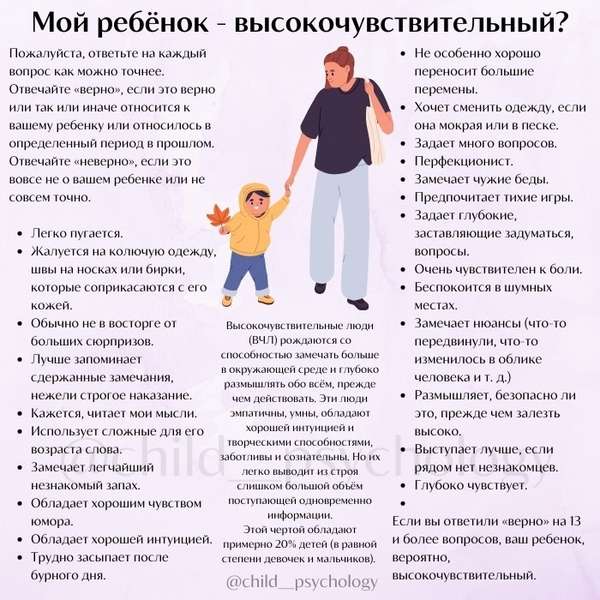 Мой ребёнок - высокочувствительный?
Пожалуйста, ответьте на каждый
вопрос как можно точнее.
Отвечайте «верно», если это верно
или так или иначе относится к
вашему ребенку или относилось в
определенный период в прошлом.
Отвечайте «неверно», если это
вовсе не о вашем ребенке или не
совсем точно.
• Легко пугается.
• Жалуется на колючую одежду,
швы на носках или бирки,
которые соприкасаются с его
кожей.
• Обычно не в восторге от
больших сюрпризов.
• Лучше запоминает
сдержанные замечания,
нежели строгое наказание.
• Кажется, читает мои мысли.
• Использует сложные для его
возраста слова.
• Замечает легчайший
незнакомый запах.
• Обладает хорошим чувством
юмора.
• Обладает хорошей интуицией.
• Трудно засыпает после
бурного дня.
Высокочувствительные люди
(ВЧЛ) рождаются со
способностью замечать больше
в окружающей среде и глубоко
размышлять обо всём, прежде
чем действовать. Эти люди
эмпатичны, умны, обладают
хорошей интуицией и
творческими способностями,
заботливы и сознательны. Но их
легко выводит из строя
слишком большой объём
поступающей одновременно
информации.
Этой чертой обладают
примерно 20% детей (в равной
степени девочек и мальчиков).
@child__psychology
• Не особенно хорошо
переносит большие
перемены.
• Хочет сменить одежду, если
она мокрая или в песке.
• Задает много вопросов.
• Перфекционист.
• Замечает чужие беды.
• Предпочитает тихие игры.
• Задает глубокие,
заставляющие задуматься,
вопросы.
• Очень чувствителен к боли.
• Беспокоится в шумных
местах.
• Замечает нюансы (что-то
передвинули, что-то
изменилось в облике
человека и т. д.)
• Размышляет, безопасно ли
это, прежде чем залезть
высоко.
• Выступает лучше, если
рядом нет незнакомцев.
• Глубоко чувствует.
•
Если вы ответили «верно» на 13
и более вопросов, ваш ребенок,
вероятно,
высокочувствительный.
@child__psychology